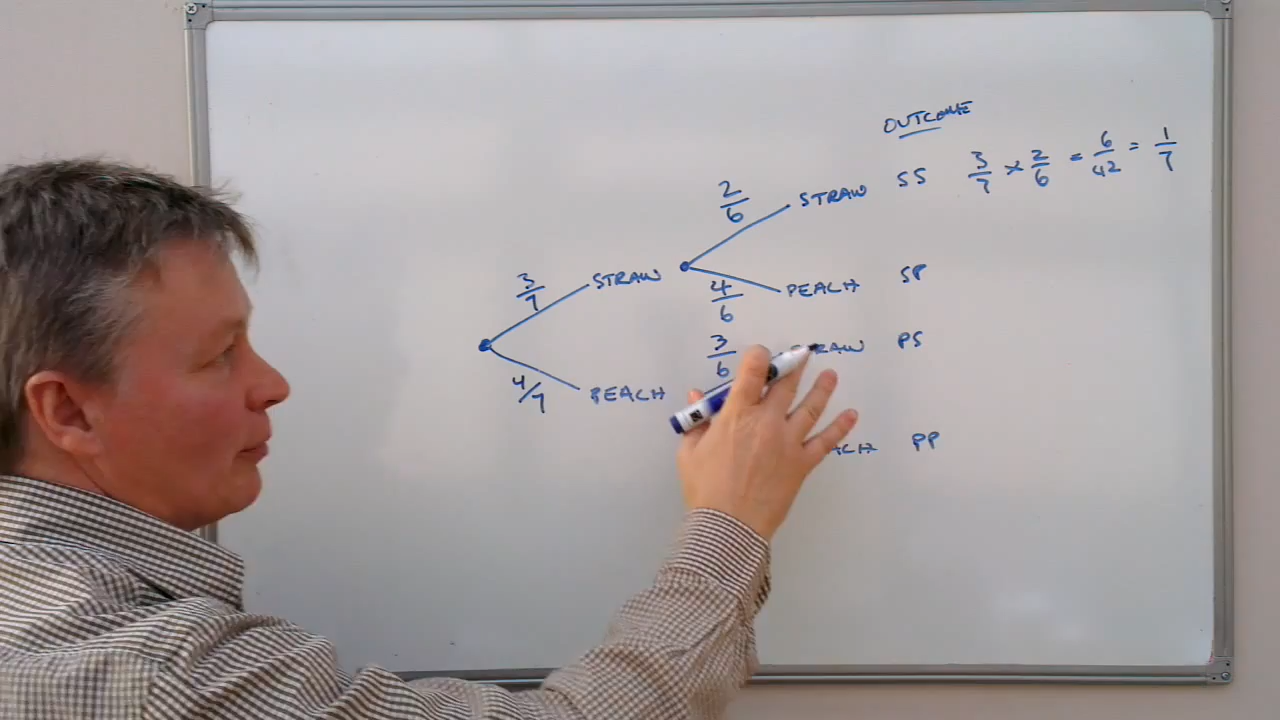 OUTCOME
2/6 STRAW SS 3/7 × 2/6 = 6/42 = 1/7
3/7 STRAW
4/6 PEACH SP
3/6 PS
4/7 PEACH
PP